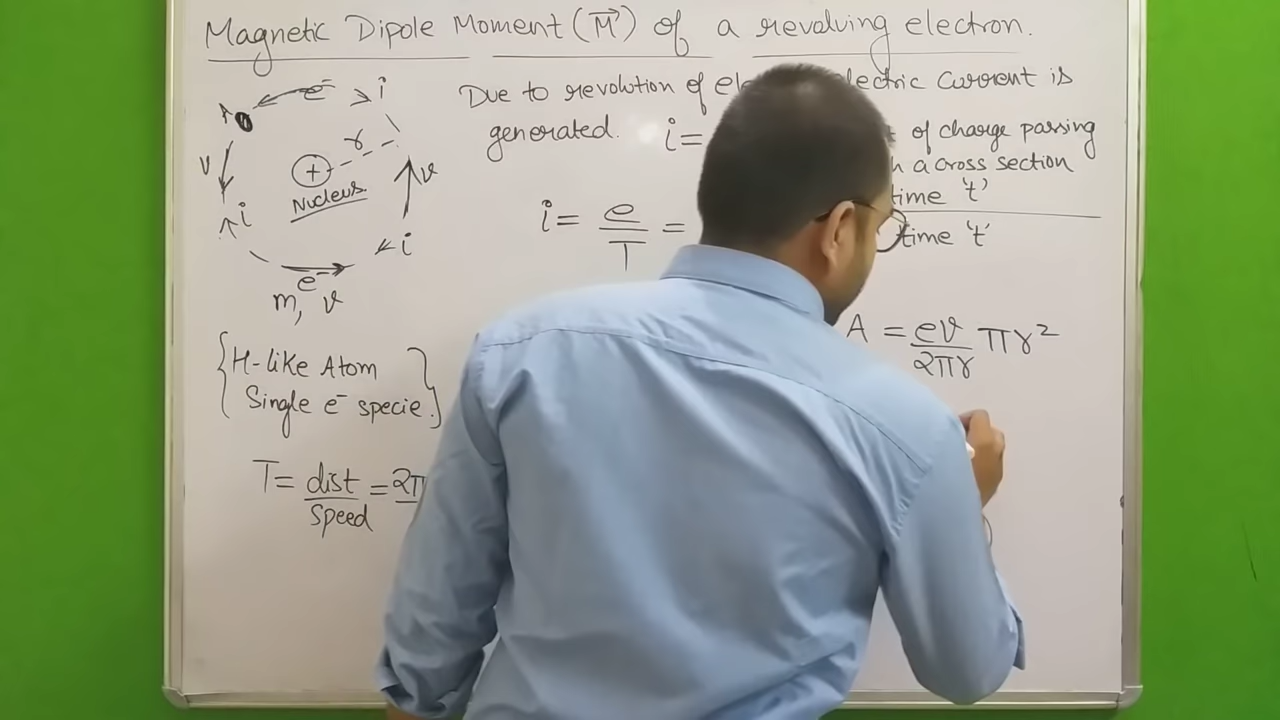 Magnetic Dipole Moment (M⃗) of a revolving electron.
Due to revolution of electric current is
generated. i =
of charge passing
a cross section
time 't'
time 't'
i = e/T =
A = ev/2πr πr²
e⁻ i
r
+
Nucleus
v
i
v
i
e⁻
m, v
{H-like Atom
Single e⁻ specie.}
T = dist/speed = 2π